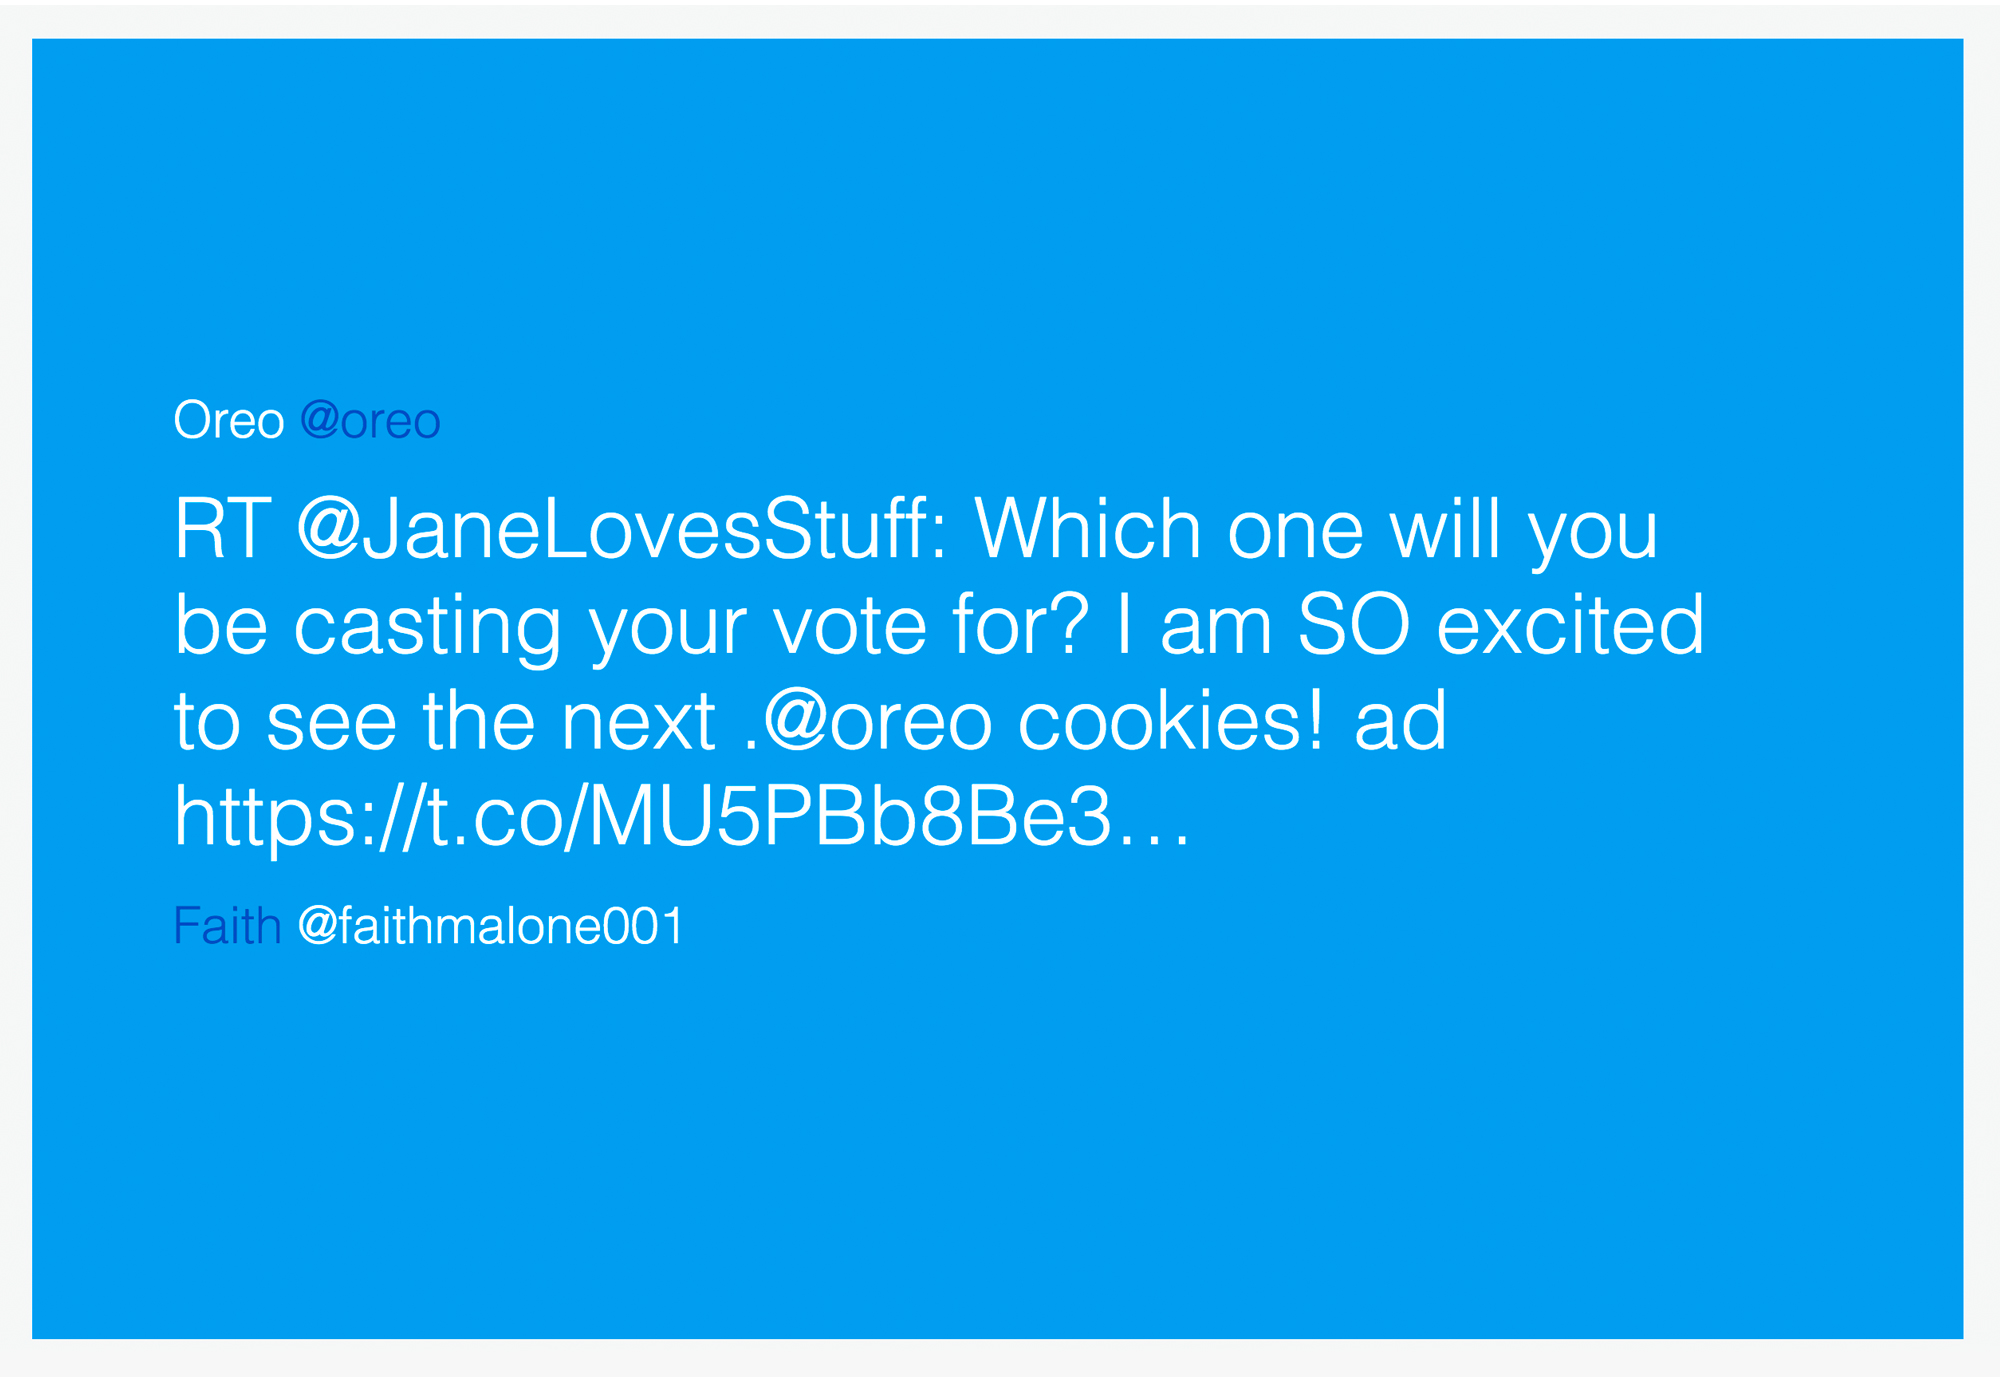 Oreo @oreo
RT @JaneLovesStuff: Which one will you
be casting your vote for? I am SO excited
to see the next .@oreo cookies! ad
https://t.co/MU5PBb8Be3…
Faith @faithmalone001